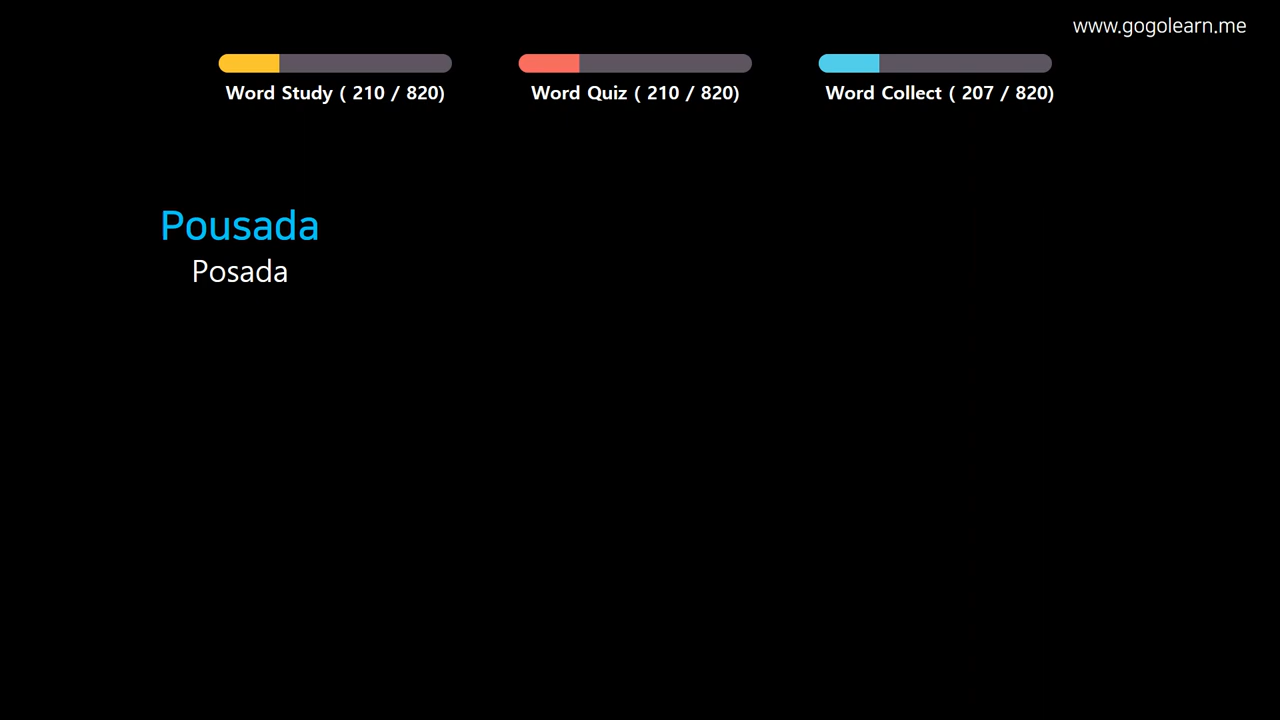 www.gogolearn.me
Word Study ( 210 / 820)
Word Quiz ( 210 / 820)
Word Collect ( 207 / 820)
Pousada
Posada